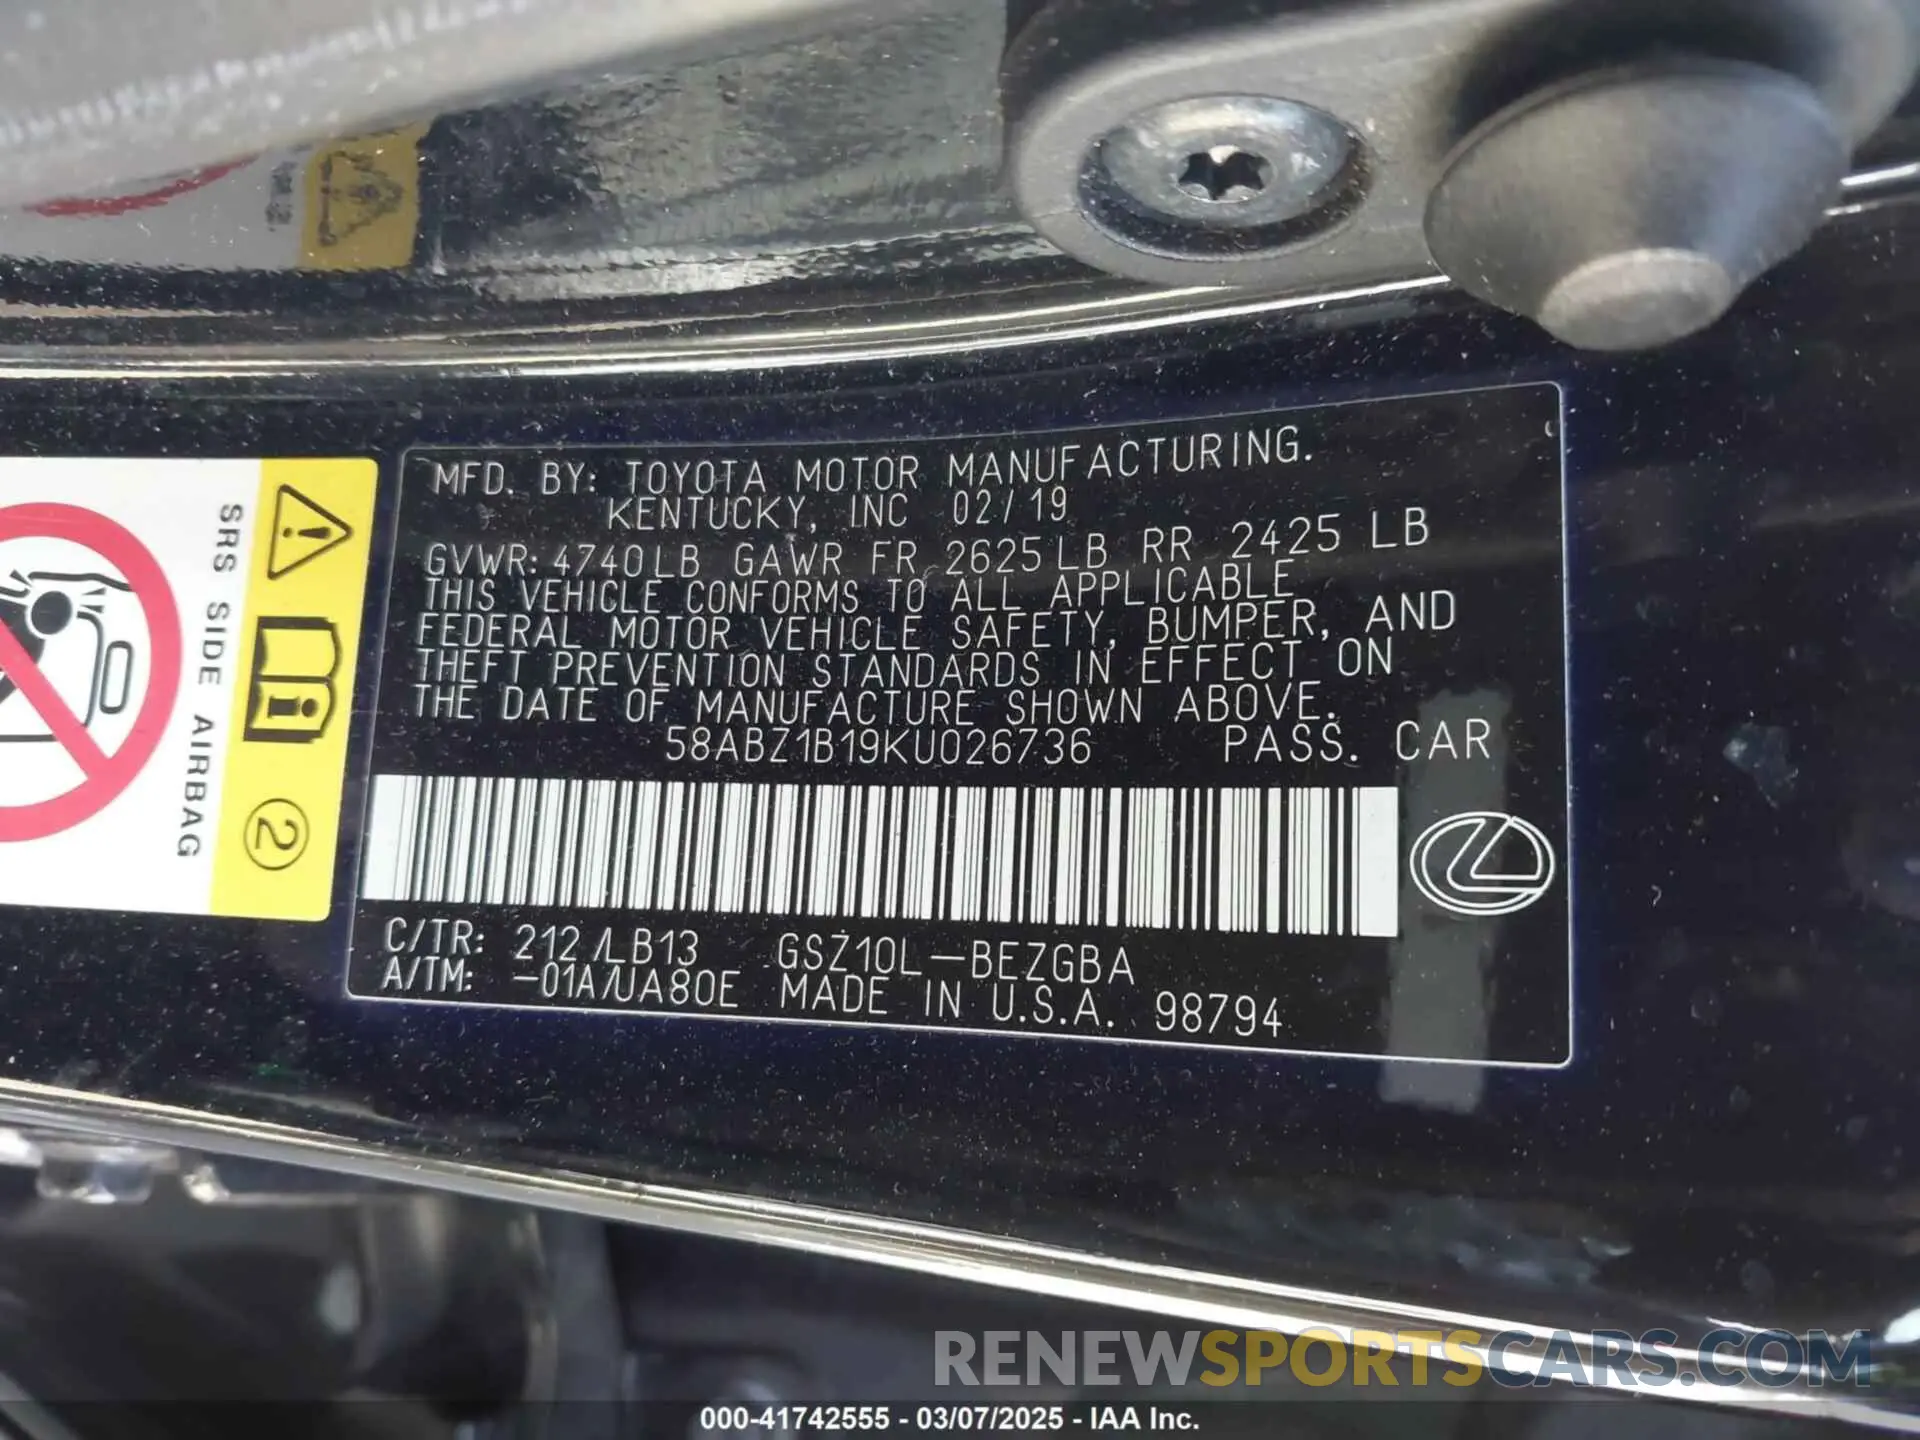 MFD. BY: TOYOTA MOTOR MANUFACTURING.
KENTUCKY, INC 02/19
GVWR: 4740LB GAWR FR 2625LB RR 2425 LB
THIS VEHICLE CONFORMS TO ALL APPLICABLE
FEDERAL MOTOR VEHICLE SAFETY, BUMPER, AND
THEFT PREVENTION STANDARDS IN EFFECT ON
THE DATE OF MANUFACTURE SHOWN ABOVE.
58ABZ1B19KU026736 PASS. CAR
C/TR: 212/LB13 GSZ10L-BEZGBA
A/TM: -01A/UA80E MADE IN U.S.A. 98794
SRS SIDE AIRBAG
2
RENEWSPORTSCARS.COM
000-41742555 - 03/07/2025 - IAA Inc.